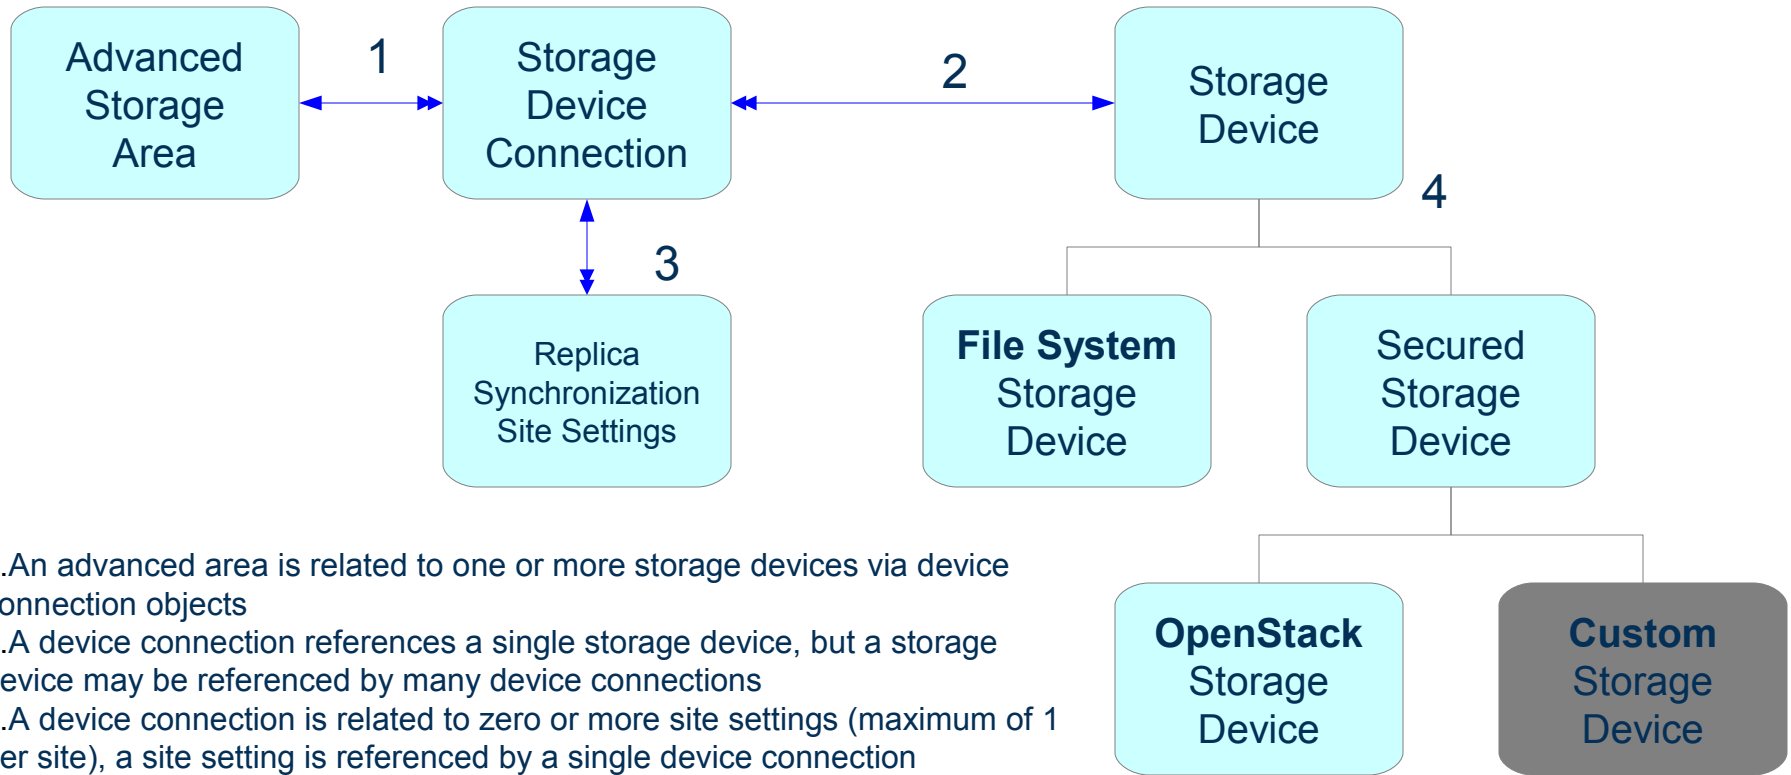 Advanced
Storage
Area
1
Storage
Device
Connection
2
Storage
Device
3
4
Replica
Synchronization
Site Settings
File System
Storage
Device
Secured
Storage
Device
.An advanced area is related to one or more storage devices via device
onnection objects
.A device connection references a single storage device, but a storage
evice may be referenced by many device connections
.A device connection is related to zero or more site settings (maximum of 1
er site), a site setting is referenced by a single device connection
OpenStack
Storage
Device
Custom
Storage
Device